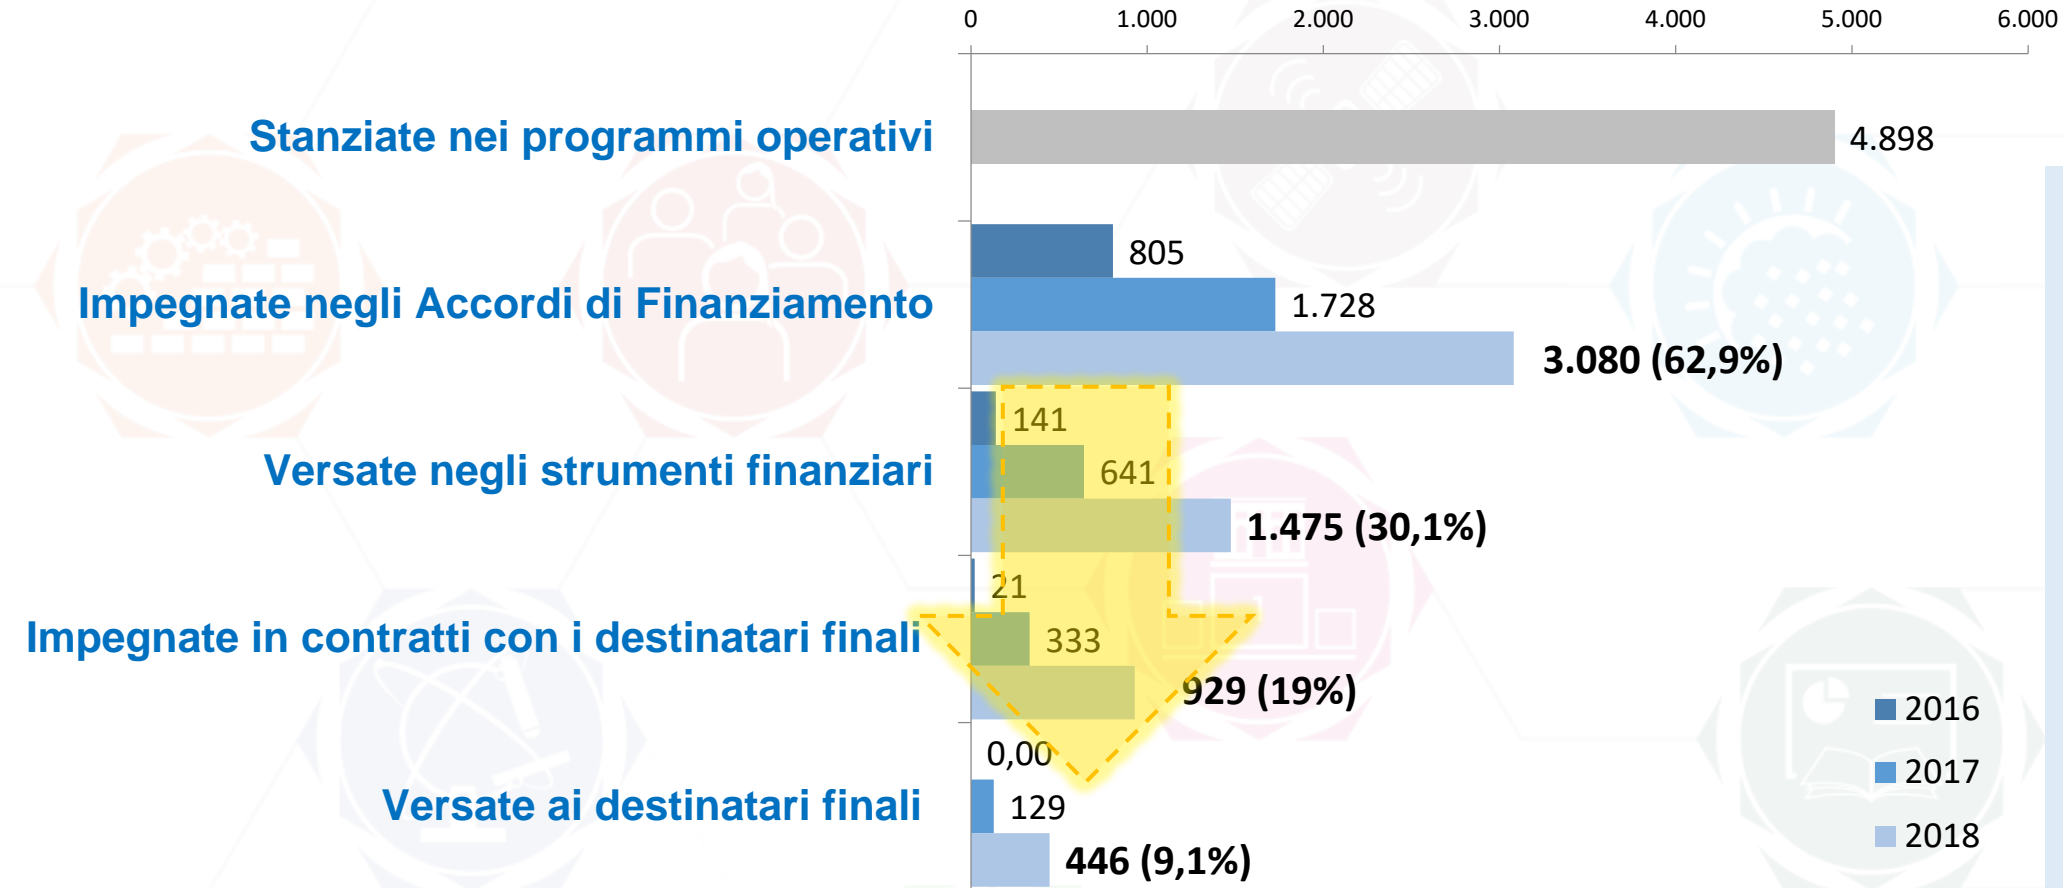 0 1.000 2.000 3.000 4.000 5.000 6.000
Stanziate nei programmi operativi
4.898
805
Impegnate negli Accordi di Finanziamento
1.728
3.080 (62,9%)
141
Versate negli strumenti finanziari
641
1.475 (30,1%)
21
Impegnate in contratti con i destinatari finali
333
929 (19%)
0,00
Versate ai destinatari finali
129
446 (9,1%)
2016
2017
2018